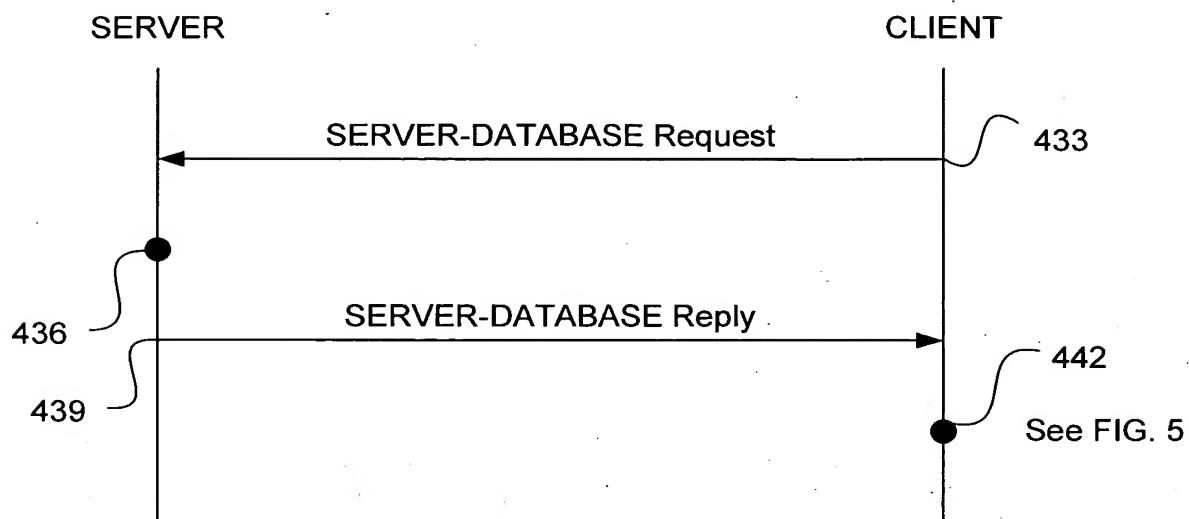 SERVER
CLIENT
SERVER-DATABASE Request
433
436
SERVER-DATABASE Reply
442
439
See FIG. 5